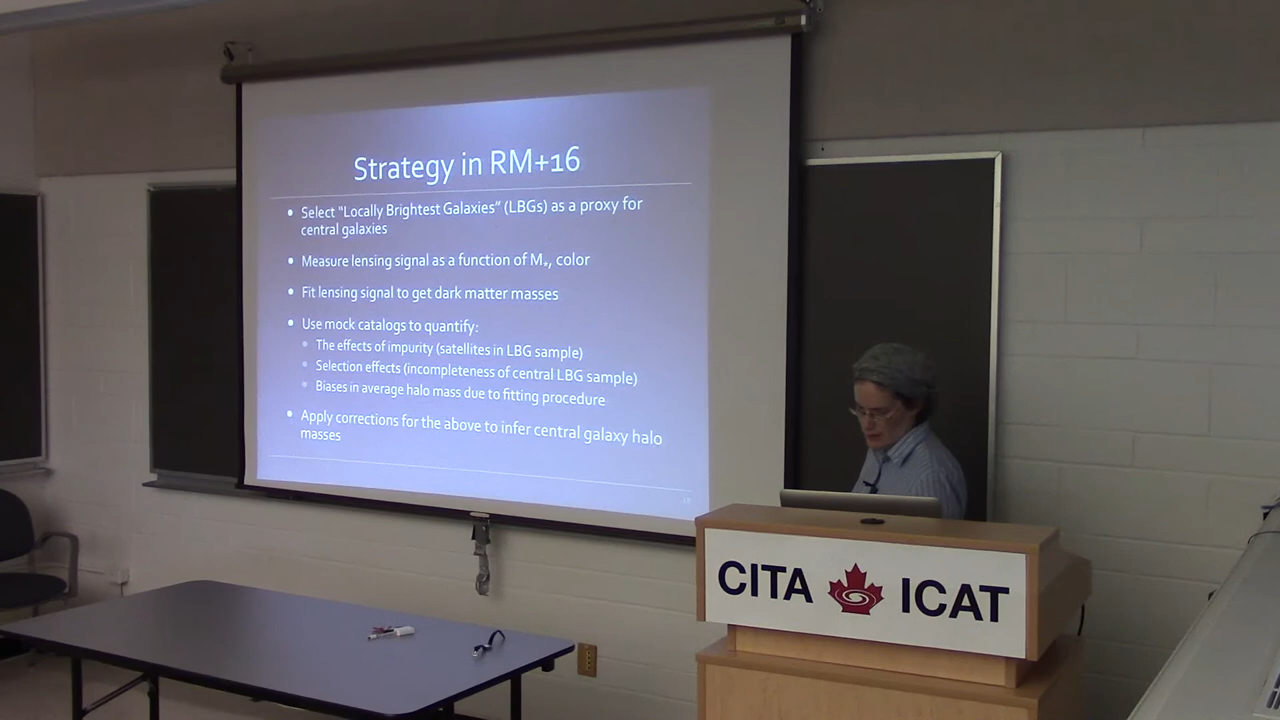 Strategy in RM+16
• Select “Locally Brightest Galaxies” (LBGs) as a proxy for
central galaxies
• Measure lensing signal as a function of M*, color
• Fit lensing signal to get dark matter masses
• Use mock catalogs to quantify:
• The effects of impurity (satellites in LBG sample)
• Selection effects (incompleteness of central LBG sample)
• Biases in average halo mass due to fitting procedure
• Apply corrections for the above to infer central galaxy halo
masses
CITA ICAT